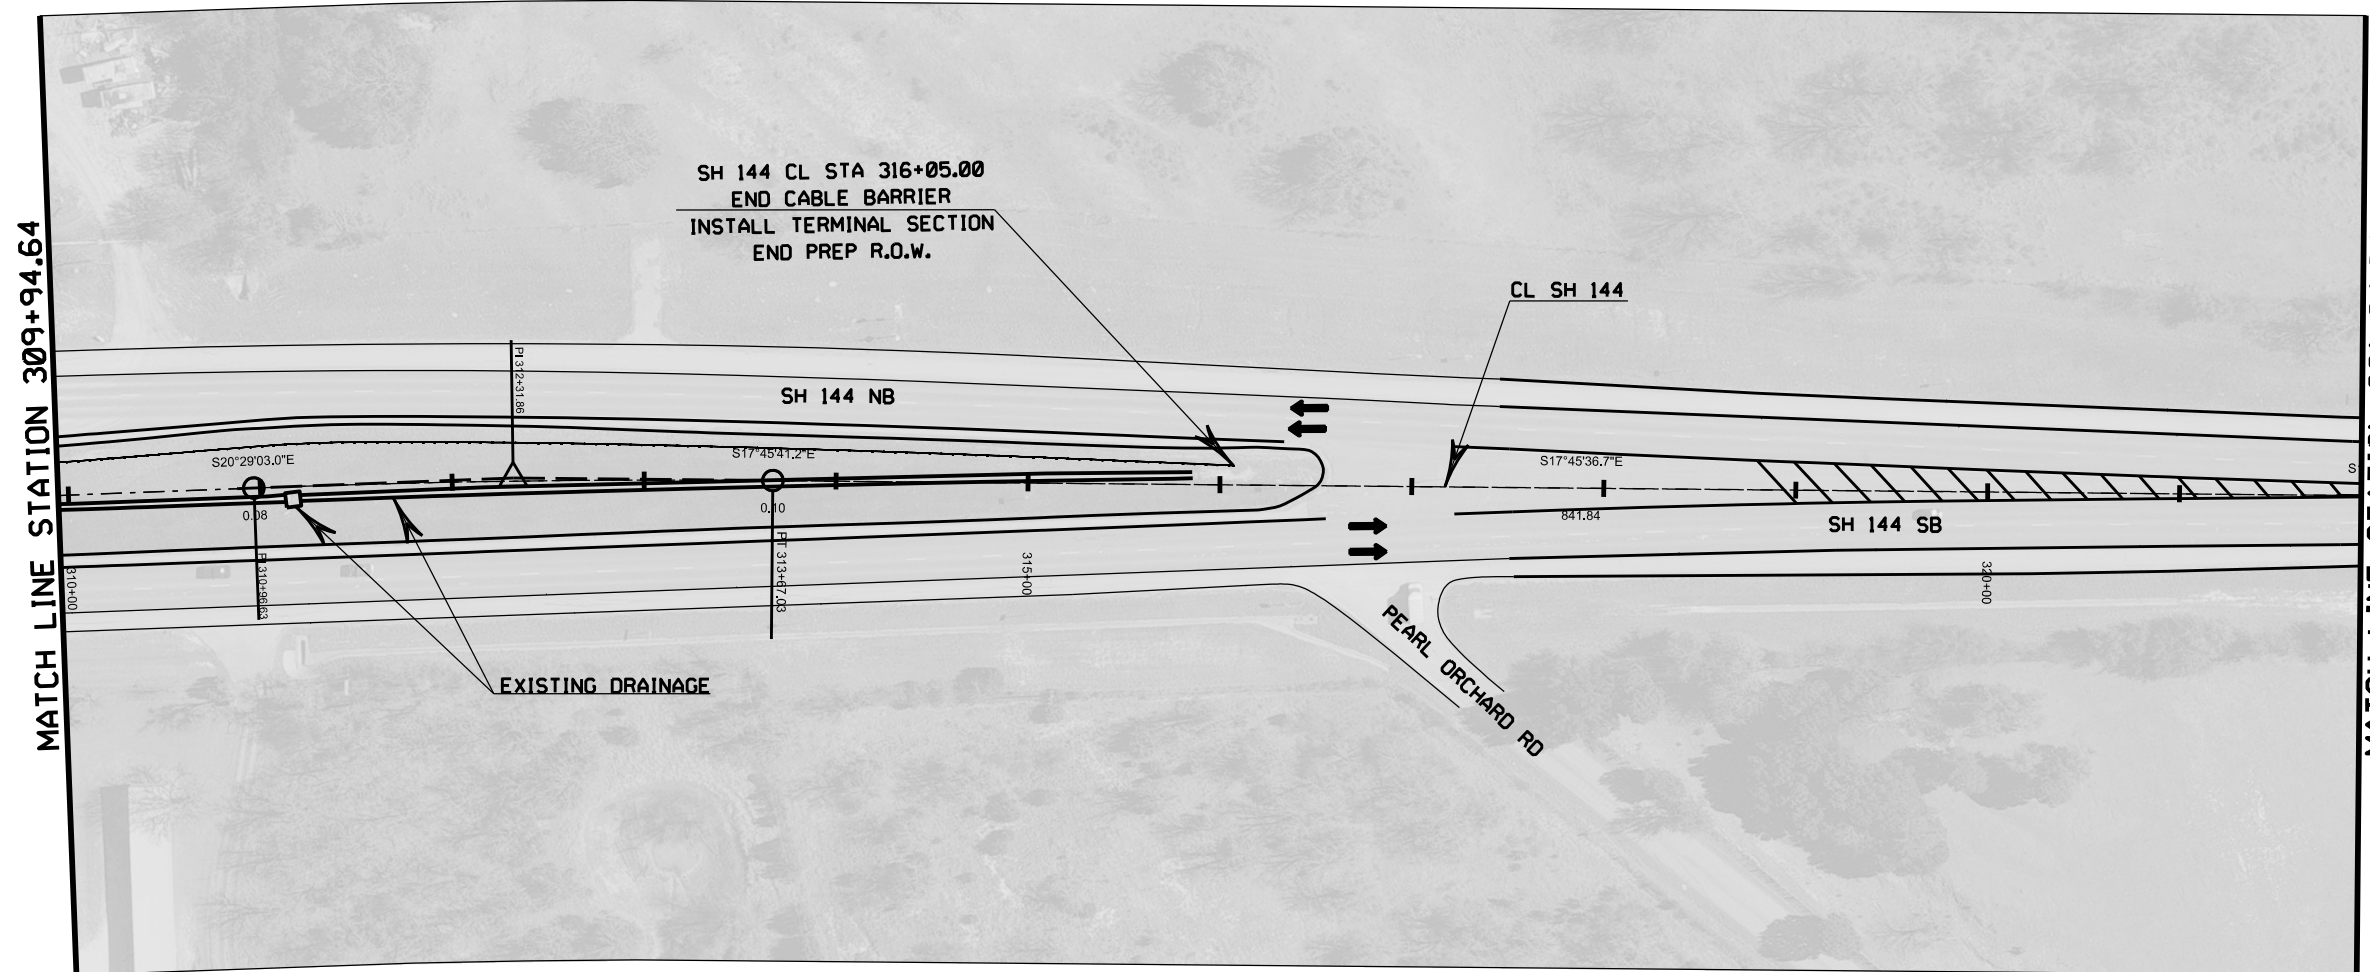 SH 144 CL STA 316+05.00
END CABLE BARRIER
INSTALL TERMINAL SECTION
END PREP R.O.W.
CL SH 144
MATCH LINE STATION 309+94.64
PI 312+31.86
SH 144 NB
S20°29'03.0"E
S17°45'41.2"E
S17°45'36.7"E
0.08
0.10
841.84
SH 144 SB
310+00
310+96.63
PT 313+67.03
315+00
320+00
EXISTING DRAINAGE
PEARL ORCHARD RD